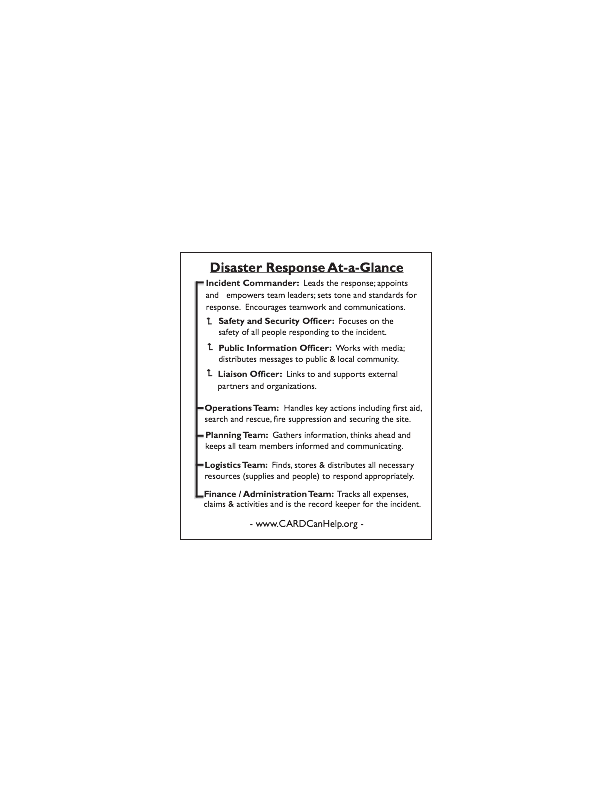 Disaster Response At-a-Glance
Incident Commander: Leads the response; appoints
and empowers team leaders; sets tone and standards for
response. Encourages teamwork and communications.
Safety and Security Officer: Focuses on the
safety of all people responding to the incident.
Public Information Officer: Works with media;
distributes messages to public & local community.
Liaison Officer: Links to and supports external
partners and organizations.
Operations Team: Handles key actions including first aid,
search and rescue, fire suppression and securing the site.
Planning Team: Gathers information, thinks ahead and
keeps all team members informed and communicating.
Logistics Team: Finds, stores & distributes all necessary
resources (supplies and people) to respond appropriately.
Finance / Administration Team: Tracks all expenses,
claims & activities and is the record keeper for the incident.
- www.CARDCanHelp.org -